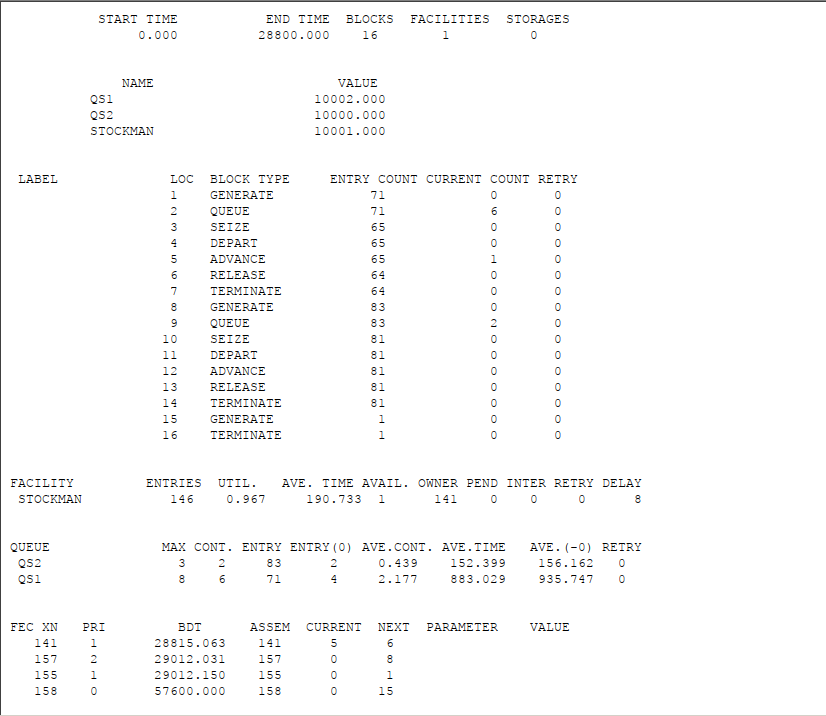 START TIME END TIME BLOCKS FACILITIES STORAGES
0.000 28800.000 16 1 0
NAME VALUE
QS1 10002.000
QS2 10000.000
STOCKMAN 10001.000
LABEL LOC BLOCK TYPE ENTRY COUNT CURRENT COUNT RETRY
1 GENERATE 71 0 0
2 QUEUE 71 6 0
3 SEIZE 65 0 0
4 DEPART 65 0 0
5 ADVANCE 65 1 0
6 RELEASE 64 0 0
7 TERMINATE 64 0 0
8 GENERATE 83 0 0
9 QUEUE 83 2 0
10 SEIZE 81 0 0
11 DEPART 81 0 0
12 ADVANCE 81 0 0
13 RELEASE 81 0 0
14 TERMINATE 81 0 0
15 GENERATE 1 0 0
16 TERMINATE 1 0 0
FACILITY ENTRIES UTIL. AVE. TIME AVAIL. OWNER PEND INTER RETRY DELAY
STOCKMAN 146 0.967 190.733 1 141 0 0 0 8
QUEUE MAX CONT. ENTRY ENTRY(0) AVE.CONT. AVE.TIME AVE.(-0) RETRY
QS2 3 2 83 2 0.439 152.399 156.162 0
QS1 8 6 71 4 2.177 883.029 935.747 0
FEC XN PRI BDT ASSEM CURRENT NEXT PARAMETER VALUE
141 1 28815.063 141 5 6
157 2 29012.031 157 0 8
155 1 29012.150 155 0 1
158 0 57600.000 158 0 15